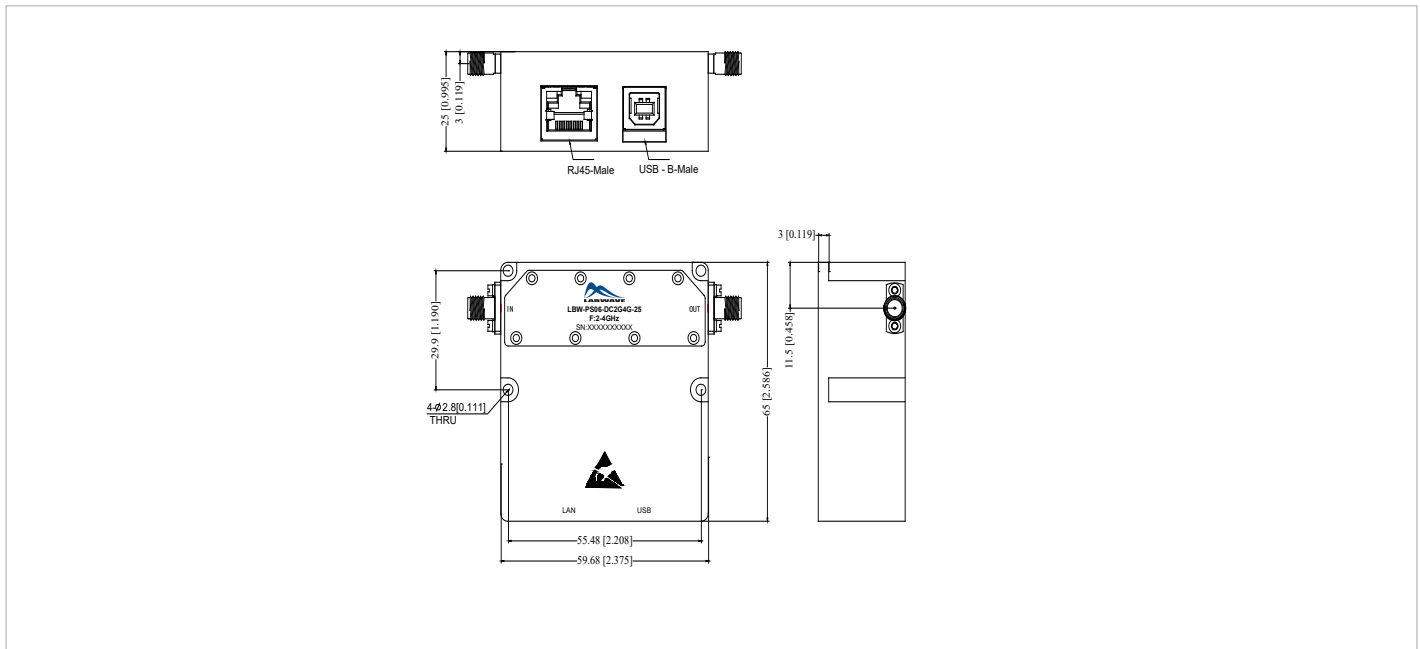 25 [0.995]
3 [0.119]
RJ45-Male
USB - B-Male
3 [0.119]
LABWAVE
IN
LBW-PS06-DC2G4G-25
OUT
F:2-4GHz
SN:XXXXXXXXXX
29.9 [1.190]
11.5 [0.458]
65 [2.586]
4-Ø2.8[0.111]
THRU
LAN
USB
55.48 [2.208]
59.68 [2.375]